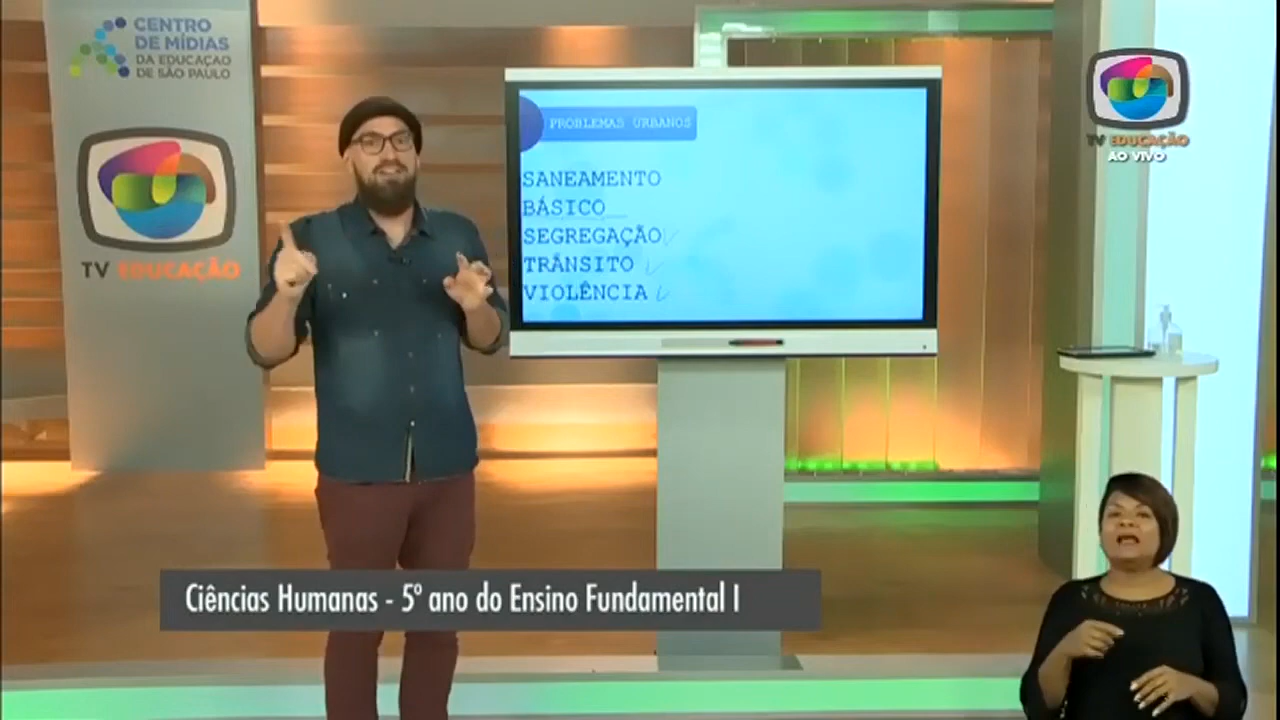 CENTRO
DE MÍDIAS
DA EDUCAÇÃO
DE SÃO PAULO
TV EDUCAÇÃO
PROBLEMAS URBANOS
SANEAMENTO
BÁSICO
SEGREGAÇÃO
TRÂNSITO
VIOLÊNCIA
TV EDUCAÇÃO
AO VIVO
Ciências Humanas - 5º ano do Ensino Fundamental I